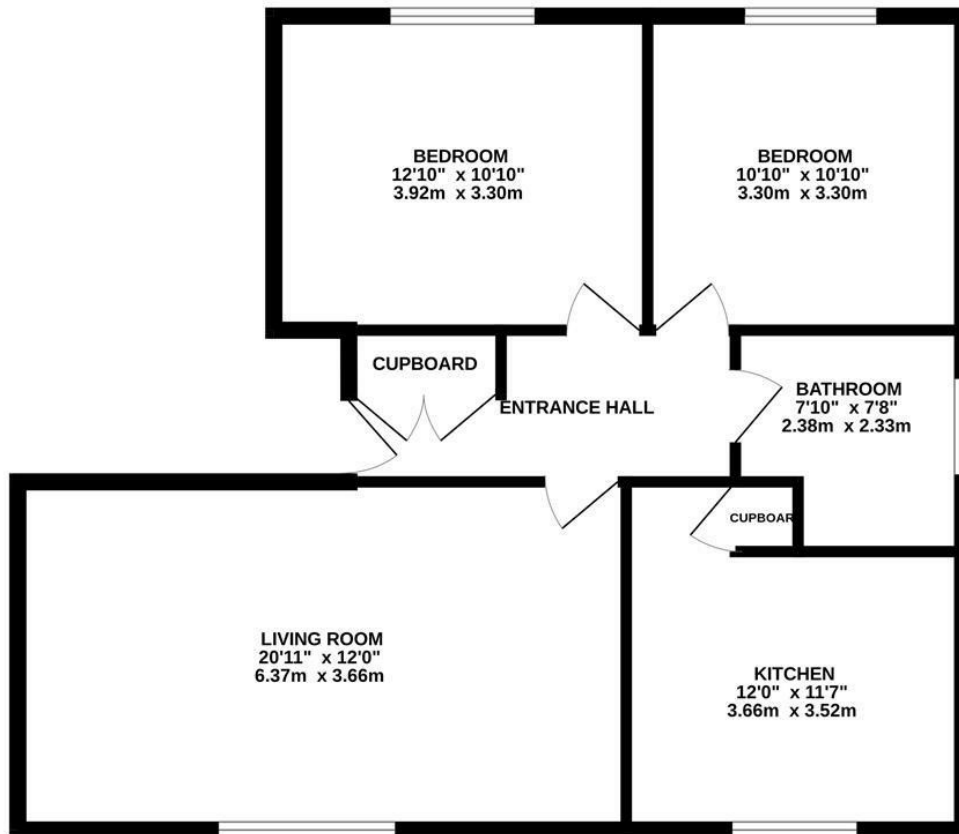 BEDROOM
12'10" x 10'10"
3.92m x 3.30m
BEDROOM
10'10" x 10'10"
3.30m x 3.30m
CUPBOARD
ENTRANCE HALL
BATHROOM
7'10" x 7'8"
2.38m x 2.33m
CUPBOAR
LIVING ROOM
20'11" x 12'0"
6.37m x 3.66m
KITCHEN
12'0" x 11'7"
3.66m x 3.52m